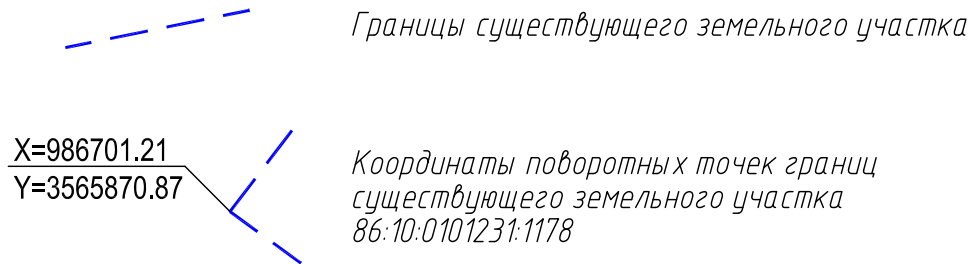 Границы существующего земельного участка
X=986701.21
Y=3565870.87
Координаты поворотных точек границ
существующего земельного участка
86:10:0101231:1178